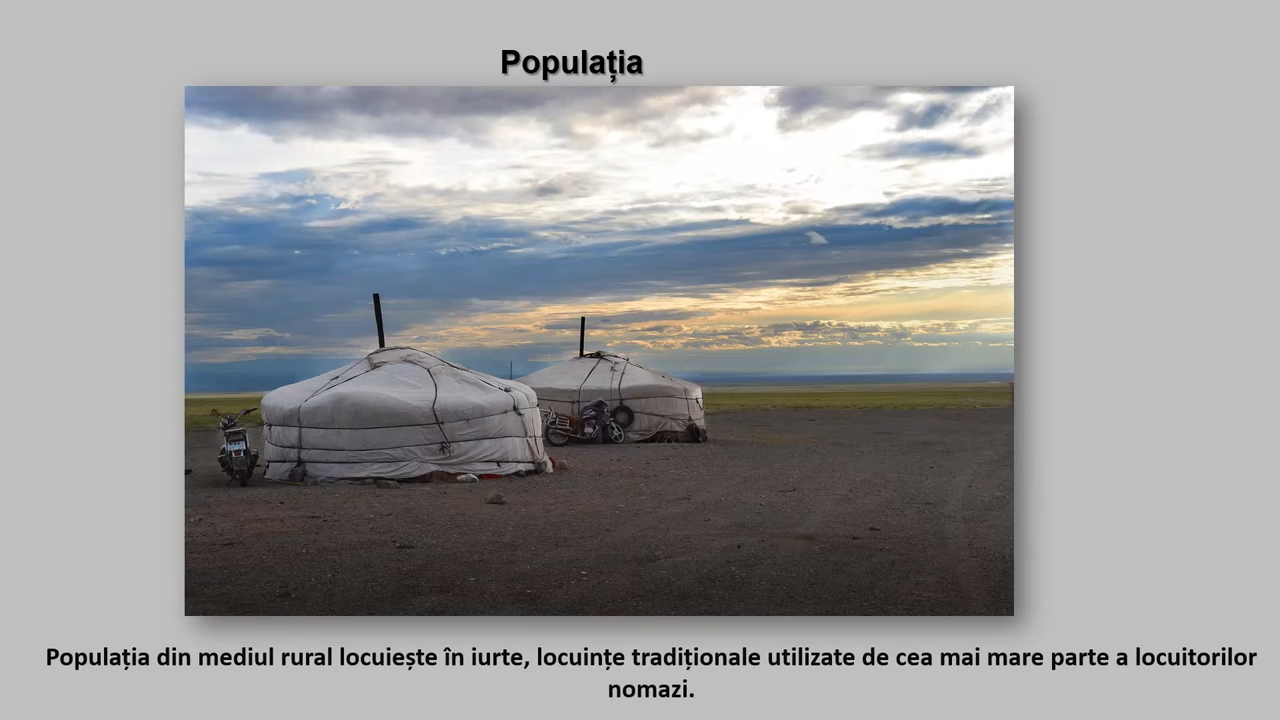 Populația
Populația din mediul rural locuiește în iurte, locuințe tradiționale utilizate de cea mai mare parte a locuitorilor
nomazi.